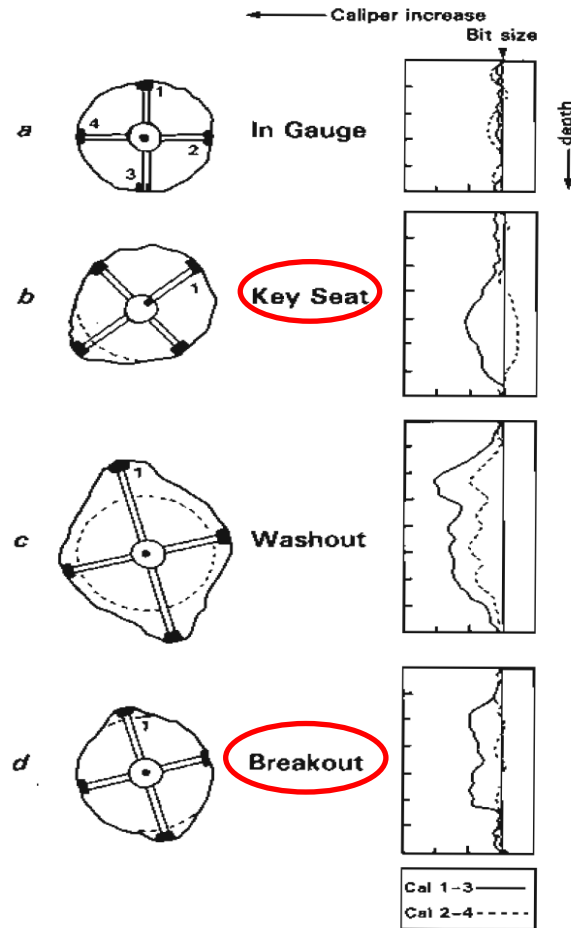 Caliper increase
Bit size
depth
a
1
4
2
3
In Gauge
b
1
Key Seat
c
1
Washout
d
1
Breakout
Cal 1-3
Cal 2-4